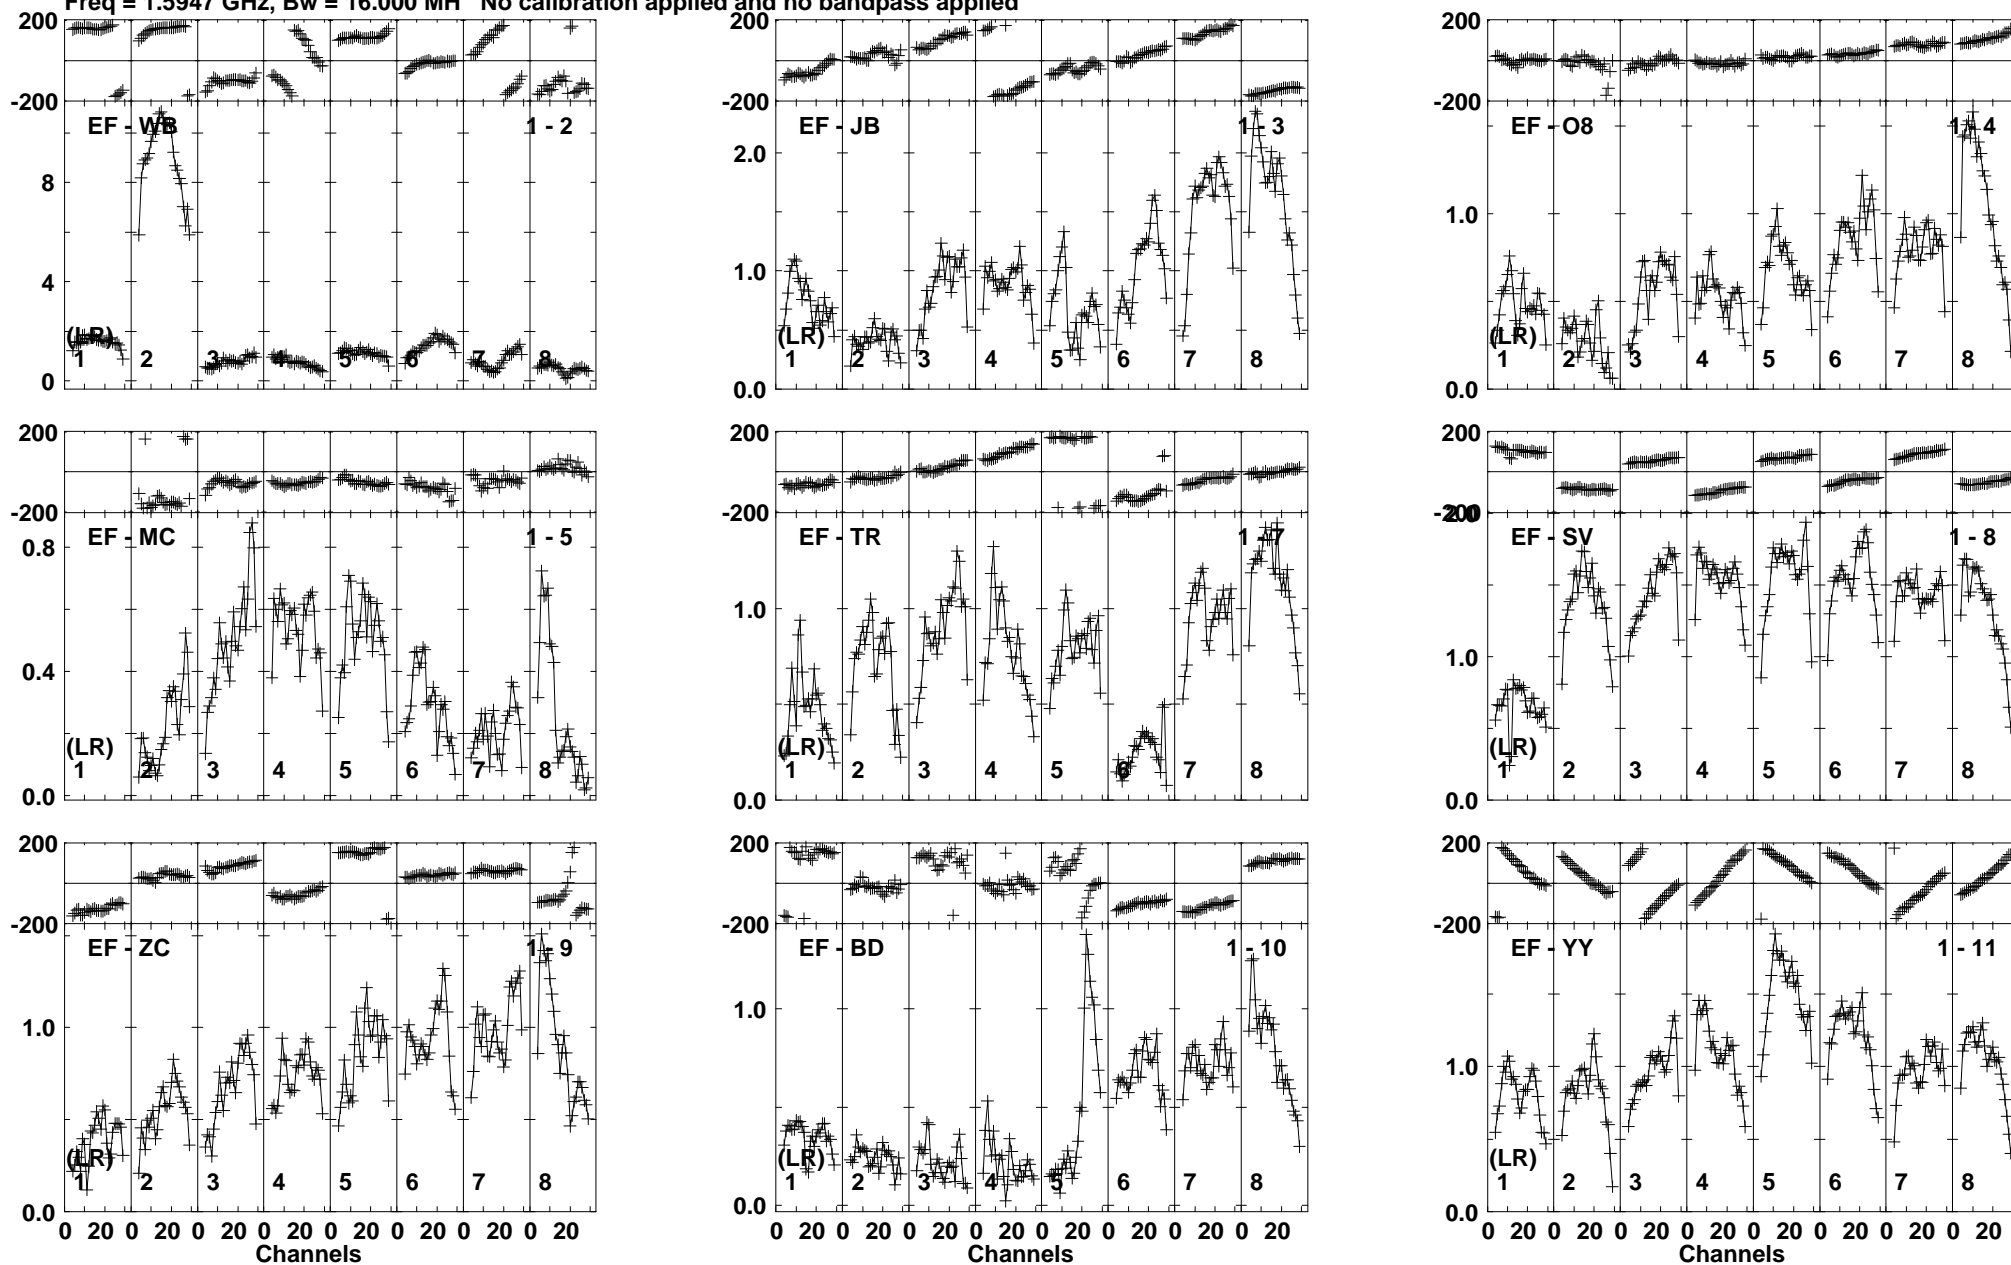 Freq = 1.5947 GHz, Bw = 16.000 MH No calibration applied and no bandpass applied
200 200 200
-200 -200 -200
EF - WB 1 - 2 EF - JB 1 - 3 EF - O8 1 - 4
8 2.0
4 1.0 1.0
(LR) (LR) (LR)
1 2 3 4 5 6 7 8 1 2 3 4 5 6 7 8 1 2 3 4 5 6 7 8
0 0.0 0.0
200 200 200
-200 -200 -200
2.0
EF - MC 1 - 5 EF - TR 1 - 7 EF - SV 1 - 8
0.8 1.0
0.4 1.0
(LR) (LR) (LR)
1 2 3 4 5 6 7 8 1 2 3 4 5 6 7 8 1 2 3 4 5 6 7 8
0.0 0.0 0.0
200 200 200
-200 -200 -200
EF - ZC 1 - 9 EF - BD 1 - 10 EF - YY 1 - 11
1.0 1.0 1.0
(LR) (LR) (LR)
1 2 3 4 5 6 7 8 1 2 3 4 5 6 7 8 1 2 3 4 5 6 7 8
0.0 0.0 0.0
0 20 0 20 0 20 0 20 0 20 0 20 0 20 0 20 0 20 0 20 0 20 0 20 0 20 0 20 0 20 0 20 0 20 0 20 0 20 0 20 0 20 0 20 0 20 0 20
Channels Channels Channels